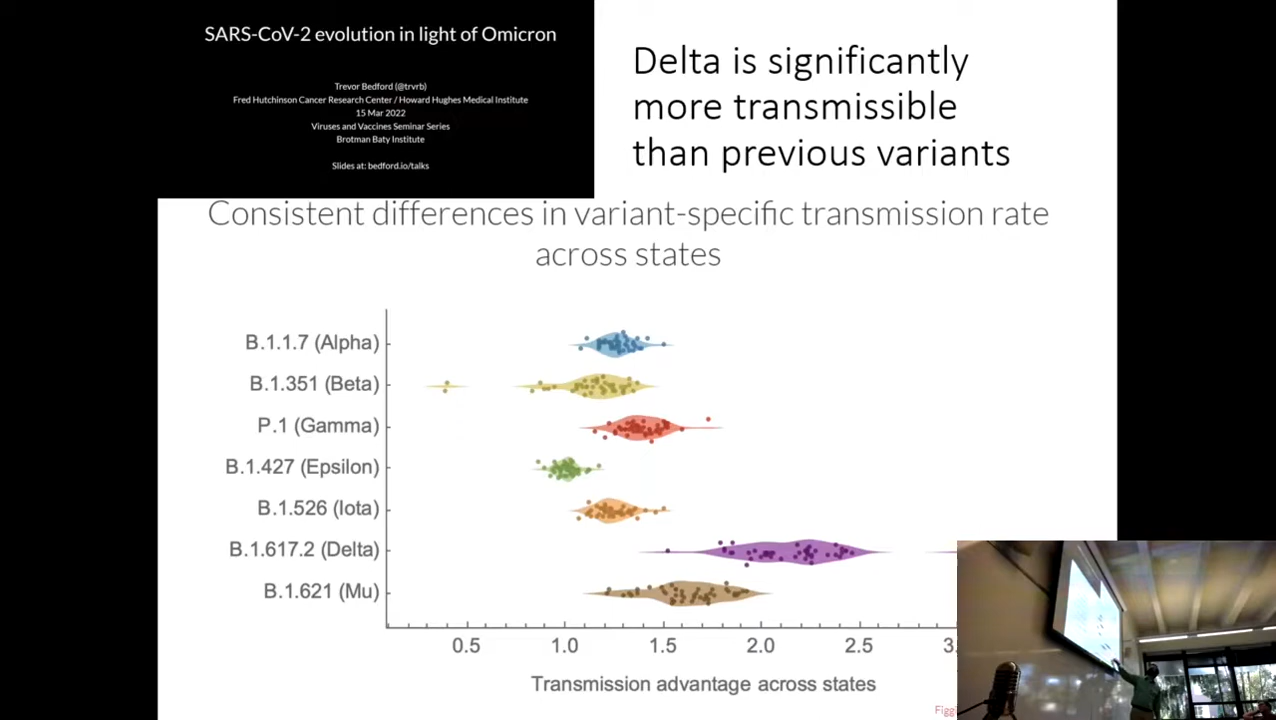 SARS-CoV-2 evolution in light of Omicron
Trevor Bedford (@trvrb)
Fred Hutchinson Cancer Research Center / Howard Hughes Medical Institute
15 Mar 2022
Viruses and Vaccines Seminar Series
Brotman Baty Institute
Slides at: bedford.io/talks
Delta is significantly
more transmissible
than previous variants
Consistent differences in variant-specific transmission rate
across states
B.1.1.7 (Alpha)
B.1.351 (Beta)
P.1 (Gamma)
B.1.427 (Epsilon)
B.1.526 (Iota)
B.1.617.2 (Delta)
B.1.621 (Mu)
0.5 1.0 1.5 2.0 2.5 3.
Transmission advantage across states
Figgi